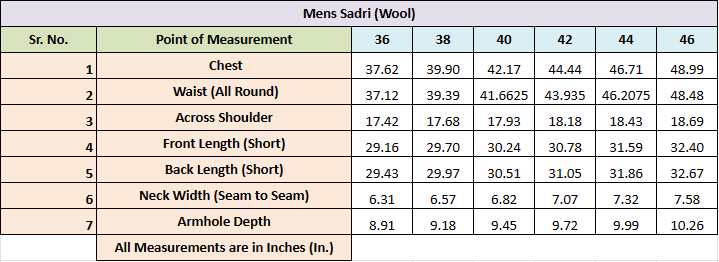 Mens Sadri (Wool)
Sr. No. Point of Measurement 36 38 40 42 44 46
1 Chest 37.62 39.90 42.17 44.44 46.71 48.99
2 Waist (All Round) 37.12 39.39 41.6625 43.935 46.2075 48.48
3 Across Shoulder 17.42 17.68 17.93 18.18 18.43 18.69
4 Front Length (Short) 29.16 29.70 30.24 30.78 31.59 32.40
5 Back Length (Short) 29.43 29.97 30.51 31.05 31.86 32.67
6 Neck Width (Seam to Seam) 6.31 6.57 6.82 7.07 7.32 7.58
7 Armhole Depth 8.91 9.18 9.45 9.72 9.99 10.26
All Measurements are in Inches (In.)